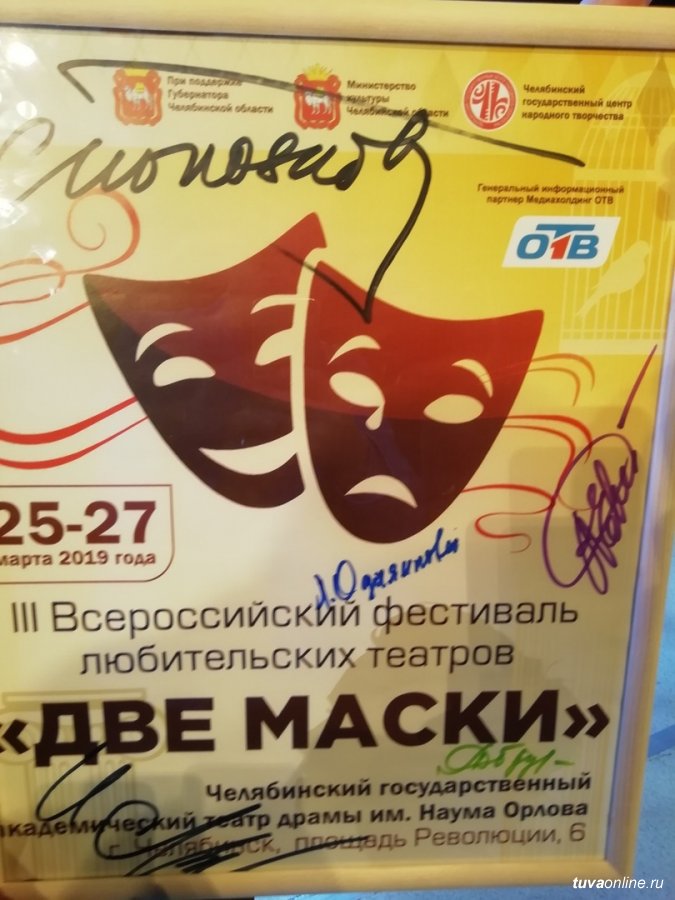 При поддержке
Губернатора
Челябинской области
Министерство
культуры
Челябинской области
Челябинский
государственный центр
народного творчества
Генеральный информационный
партнер Медиахолдинг ОТВ
ОТВ
25-27
марта 2019 года
III Всероссийский фестиваль
любительских театров
«ДВЕ МАСКИ»
Челябинский государственный
академический театр драмы им. Наума Орлова
г. Челябинск, площадь Революции, 6
tuvaonline.ru